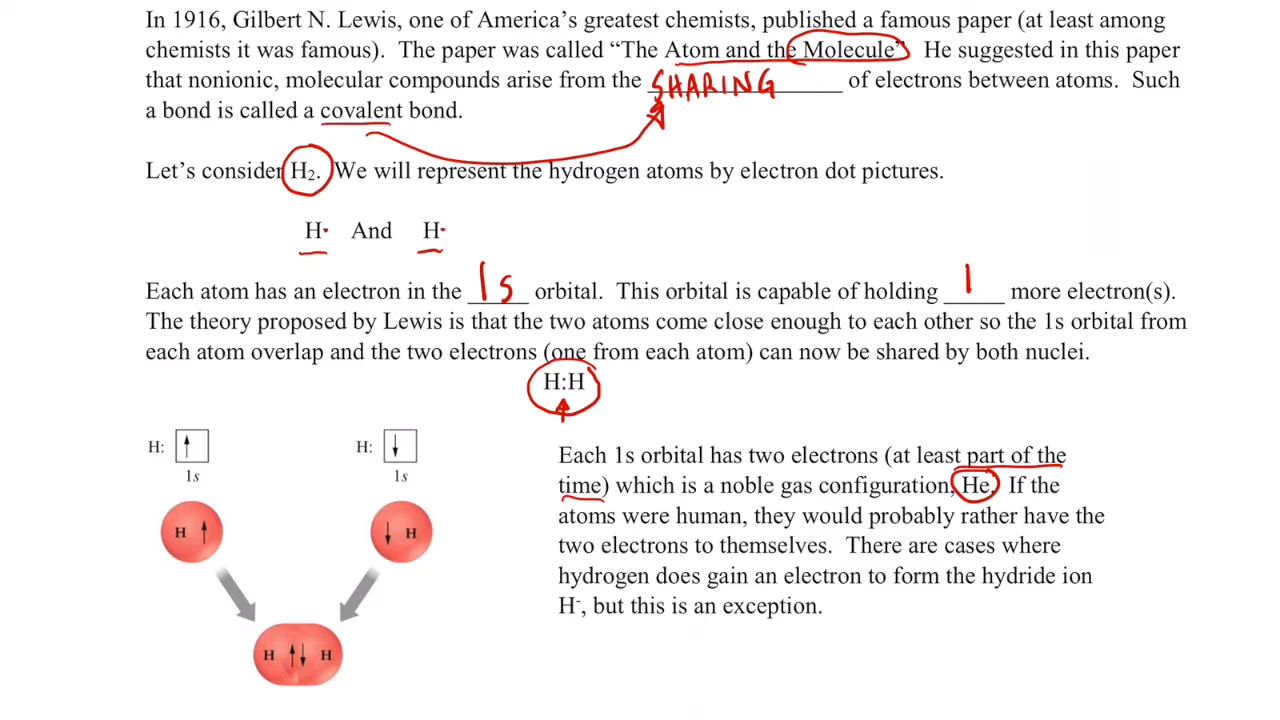 In 1916, Gilbert N. Lewis, one of America's greatest chemists, published a famous paper (at least among
chemists it was famous). The paper was called “The Atom and the Molecule” He suggested in this paper
that nonionic, molecular compounds arise from the SHARING of electrons between atoms. Such
a bond is called a covalent bond.
Let's consider H₂. We will represent the hydrogen atoms by electron dot pictures.
H· And H·
Each atom has an electron in the 1s orbital. This orbital is capable of holding 1 more electron(s).
The theory proposed by Lewis is that the two atoms come close enough to each other so the 1s orbital from
each atom overlap and the two electrons (one from each atom) can now be shared by both nuclei.
H:H
H: ↑ H: ↓
1s 1s
H ↑ ↓ H
H ↑↓ H
Each 1s orbital has two electrons (at least part of the
time) which is a noble gas configuration, He. If the
atoms were human, they would probably rather have the
two electrons to themselves. There are cases where
hydrogen does gain an electron to form the hydride ion
H⁻, but this is an exception.